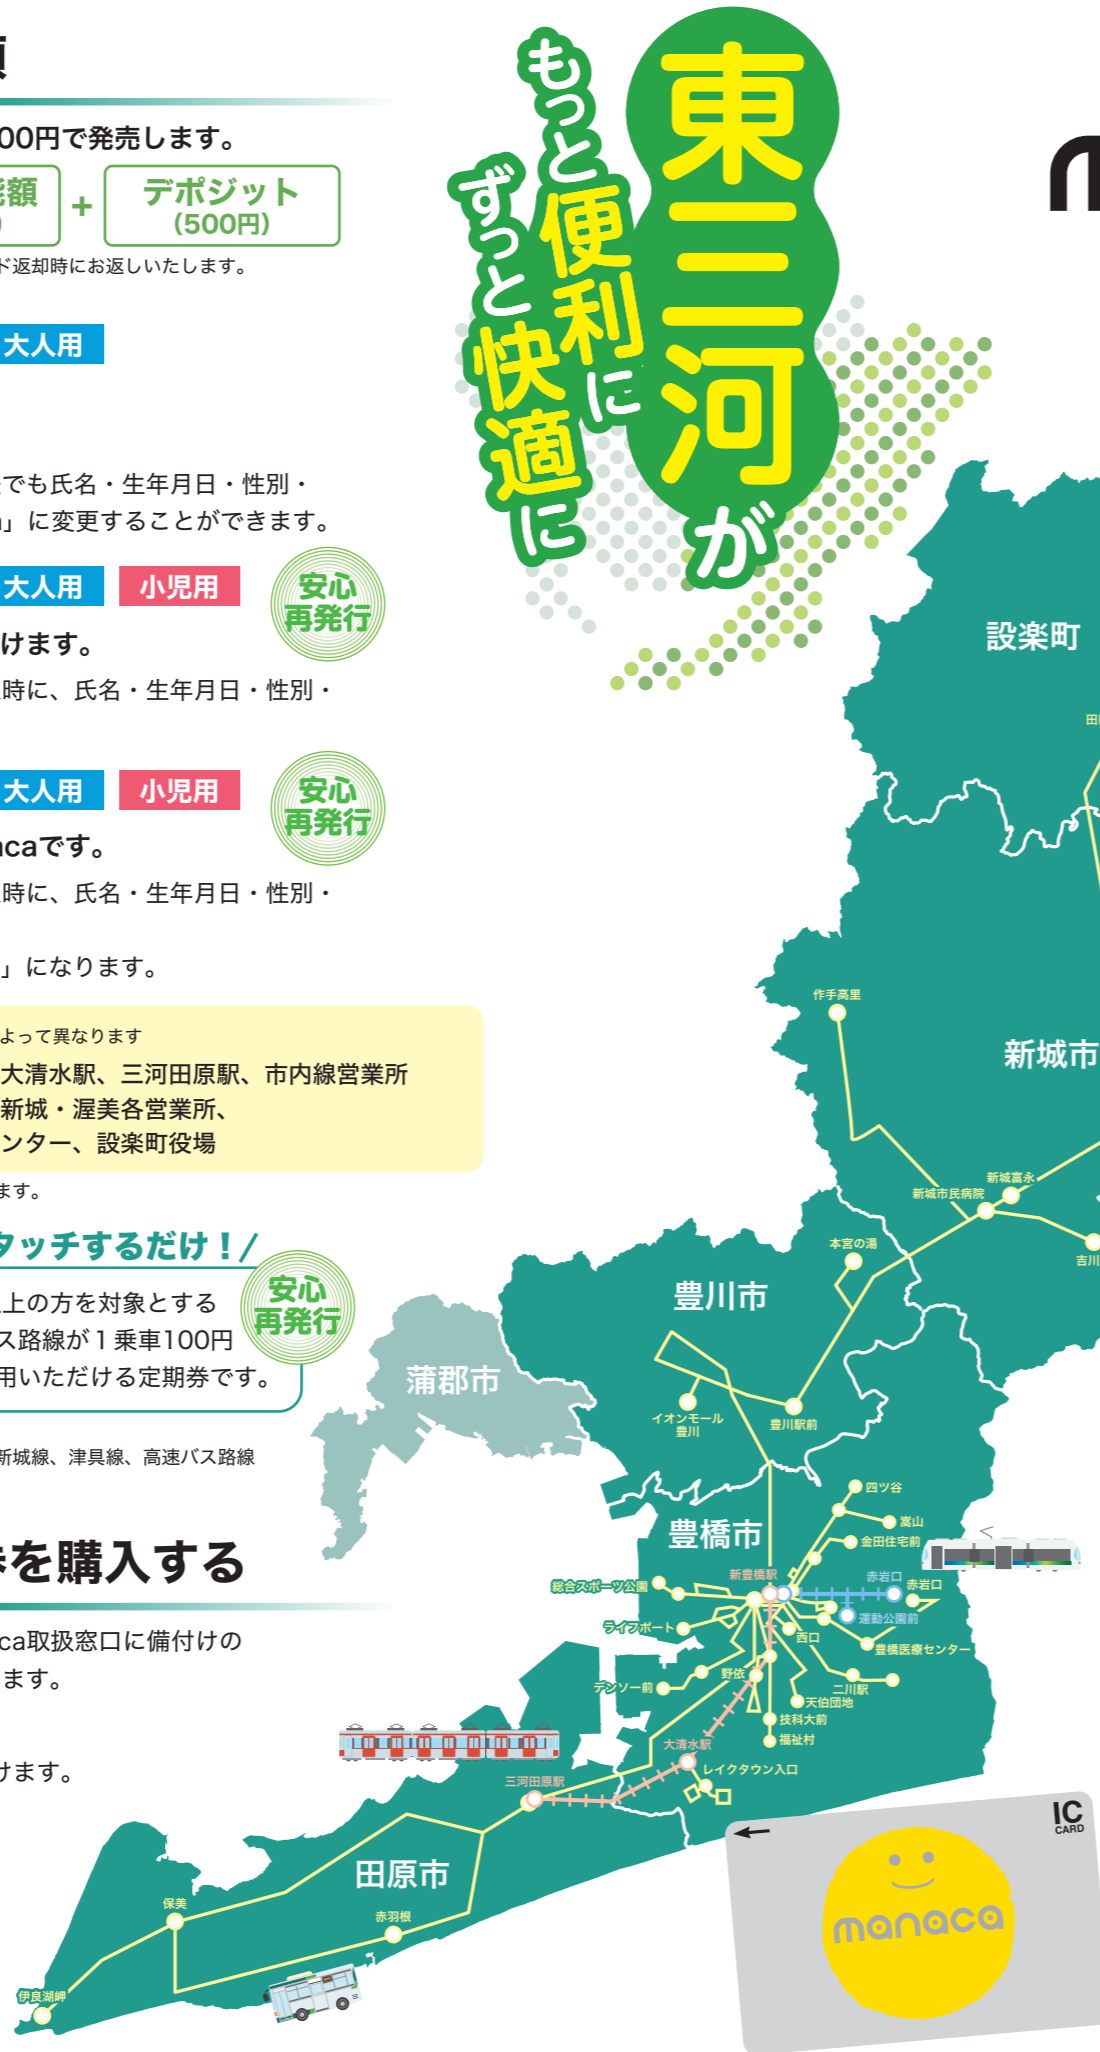 00円で発売します。
額
+
デポジット
(500円)
ド返却時にお返しいたします。
大人用
でも氏名・生年月日・性別・
」に変更することができます。
大人用
小児用
安心
再発行
けます。
時に、氏名・生年月日・性別・
大人用
小児用
安心
再発行
acaです。
時に、氏名・生年月日・性別・
」になります。
よって異なります
大清水駅、三河田原駅、市内線営業所
新城・渥美各営業所、
ンター、設楽町役場
ます。
タッチするだけ！
安心
再発行
上の方を対象とする
ス路線が1乗車100円
用いただける定期券です。
新城線、津具線、高速バス路線
券を購入する
ca取扱窓口に備付けの
ます。
けます。
東三河が
もっと便利に
ずっと快適に
設楽町
作手高里
新城市
新城富永
新城市民病院
吉川
本宮の湯
豊川市
蒲郡市
イオンモール
豊川
豊川駅前
四ツ谷
嵩山
豊橋市
金田住宅前
新豊橋駅
総合スポーツ公園
赤岩口
赤岩口
ライフポート
運動公園前
西口
豊橋医療センター
野依
デンソー前
二川駅
天伯団地
技科大前
福祉村
大清水駅
レイクタウン入口
三河田原駅
田原市
保美
赤羽根
伊良湖岬
IC
CARD
manaca